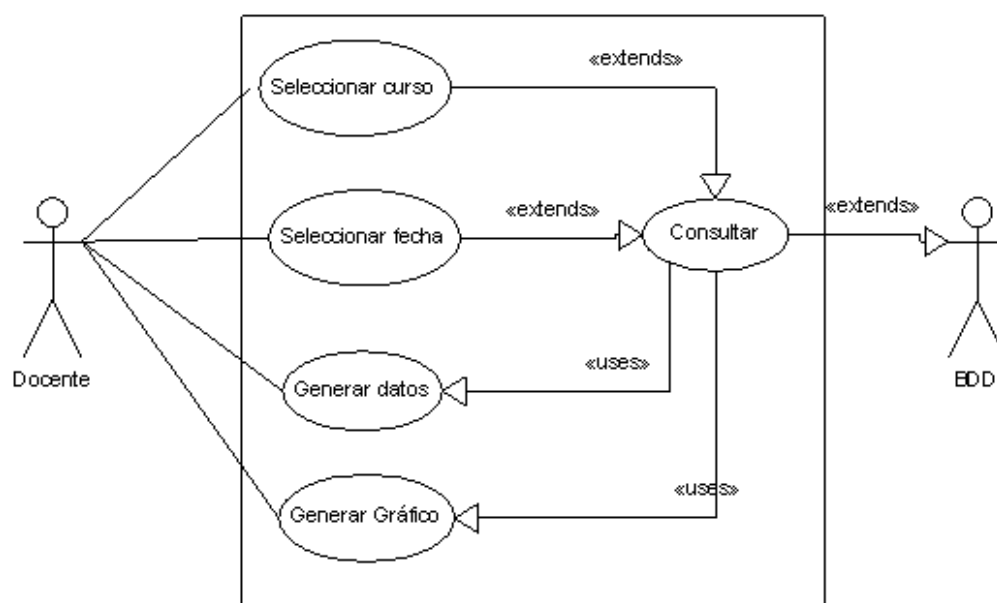 «extends»
Seleccionar curso
«extends»
«extends»
Seleccionar fecha
Consultar
«uses»
Docente
Generar datos
BDD
«uses»
Generar Gráfico